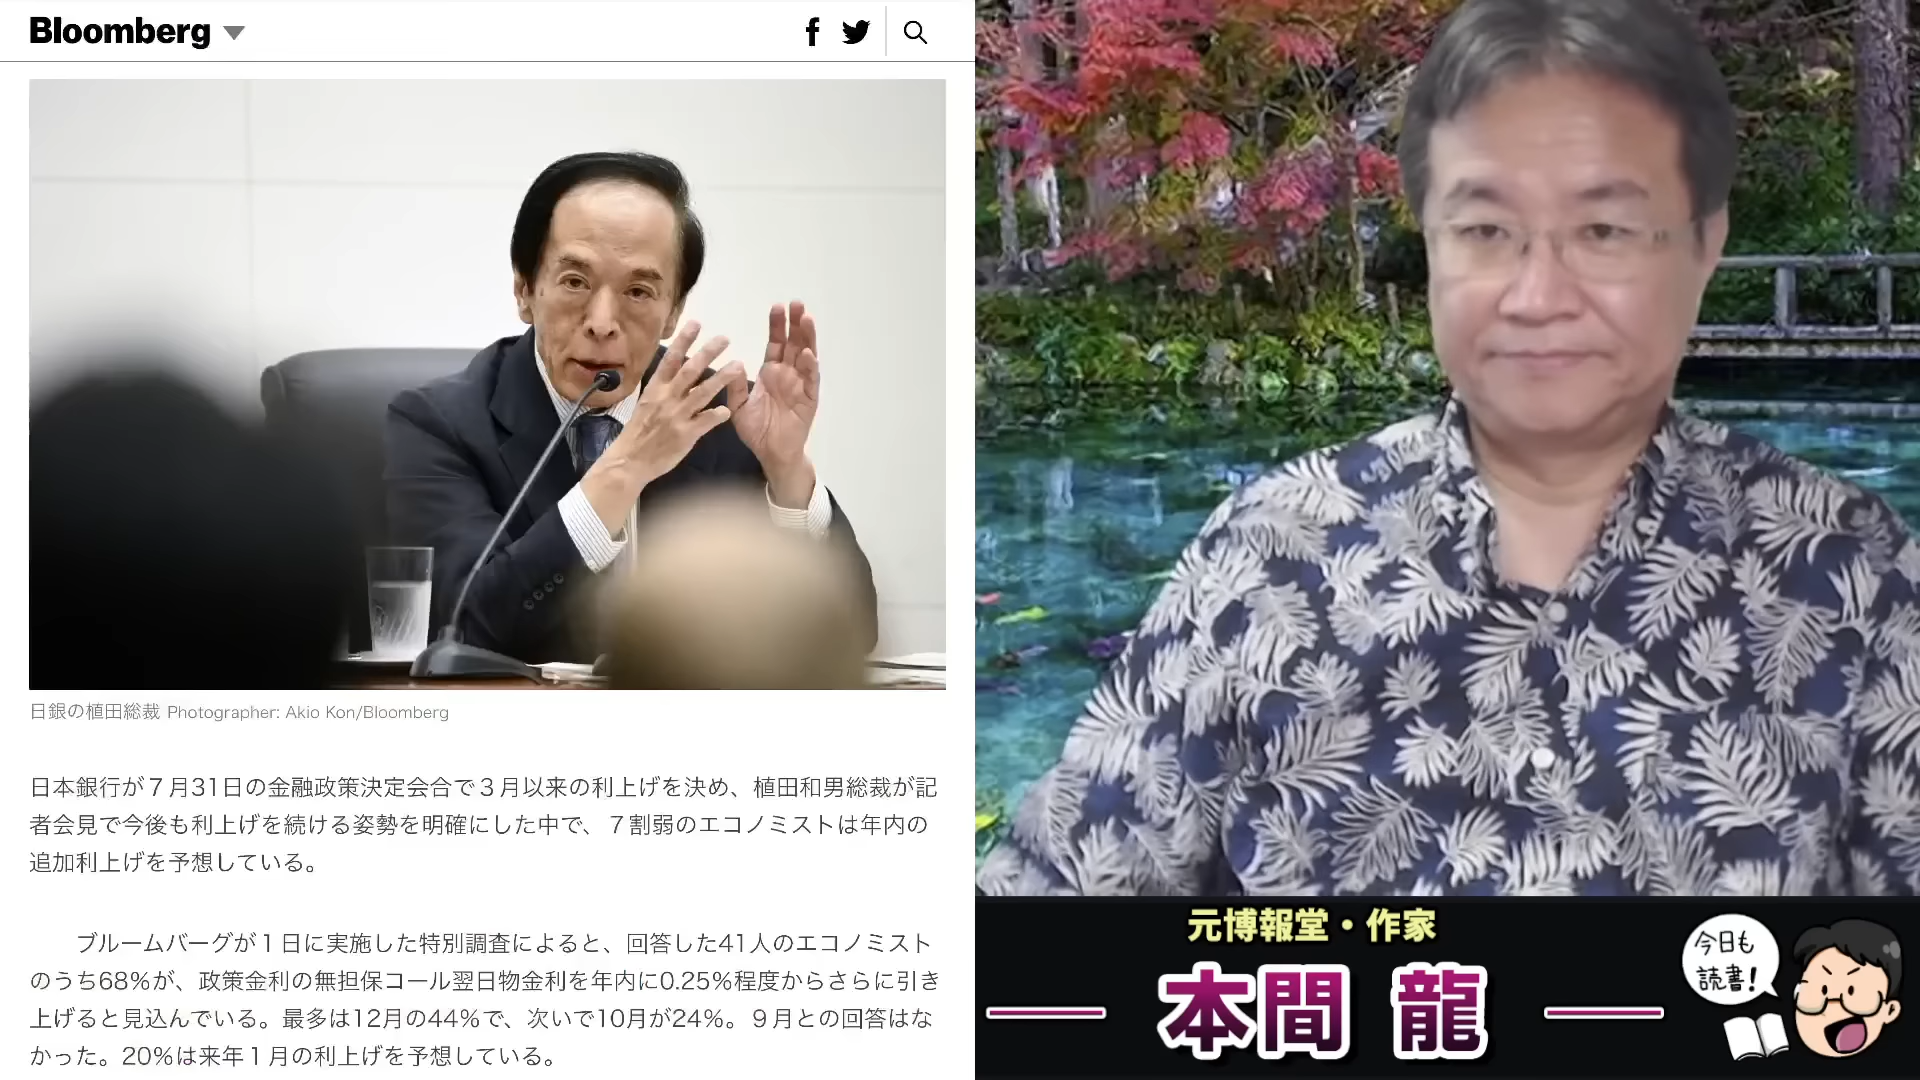 Bloomberg
日銀の植田総裁 Photographer: Akio Kon/Bloomberg
日本銀行が７月31日の金融政策決定会合で３月以来の利上げを決め、植田和男総裁が記
者会見で今後も利上げを続ける姿勢を明確にした中で、７割弱のエコノミストは年内の
追加利上げを予想している。
ブルームバーグが１日に実施した特別調査によると、回答した41人のエコノミスト
のうち68％が、政策金利の無担保コール翌日物金利を年内に0.25％程度からさらに引き
上げると見込んでいる。最多は12月の44％で、次いで10月が24％。９月との回答はな
かった。20％は来年１月の利上げを予想している。
元博報堂・作家
本間 龍
今日も
読書！